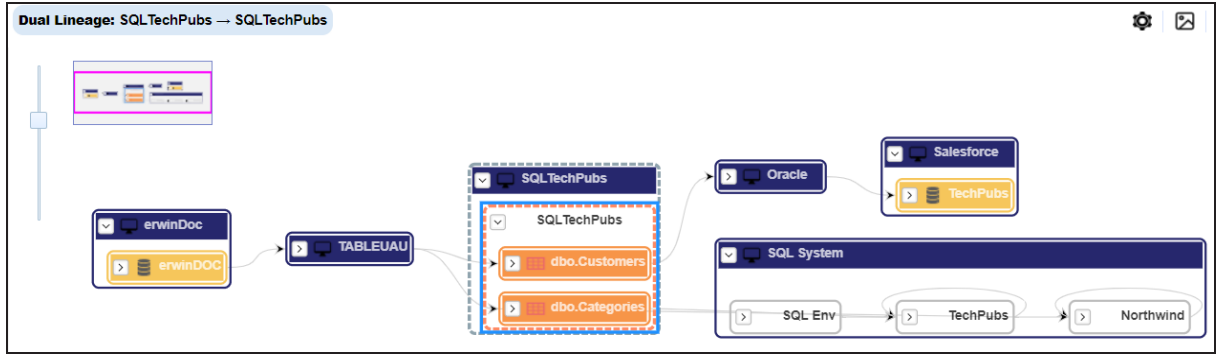 Dual Lineage: SQLTechPubs → SQLTechPubs
erwinDoc
erwinDOC
TABLEUAU
SQLTechPubs
SQLTechPubs
dbo.Customers
dbo.Categories
Oracle
Salesforce
TechPubs
SQL System
SQL Env
TechPubs
Northwind